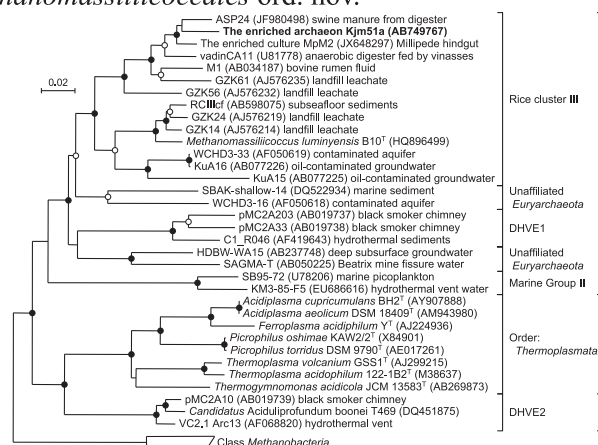 nomassiliicoccales ord. nov.
ASP24 (JF980498) swine manure from digester
The enriched archaeon Kjm51a (AB749767)
The enriched culture MpM2 (JX648297) Millipede hindgut
vadinCA11 (U81778) anaerobic digester fed by vinasses
M1 (AB034187) bovine rumen fluid
GZK61 (AJ576235) landfill leachate
GZK56 (AJ576232) landfill leachate
RCIIIcf (AB598075) subseafloor sediments
GZK24 (AJ576219) landfill leachate
GZK14 (AJ576214) landfill leachate
Methanomassiliicoccus luminyensis B10ᵀ (HQ896499)
WCHD3-33 (AF050619) contaminated aquifer
KuA16 (AB077226) oil-contaminated groundwater
KuA15 (AB077225) oil-contaminated groundwater
SBAK-shallow-14 (DQ522934) marine sediment
WCHD3-16 (AF050618) contaminated aquifer
pMC2A203 (AB019737) black smoker chimney
pMC2A33 (AB019738) black smoker chimney
C1_R046 (AF419643) hydrothermal sediments
HDBW-WA15 (AB237748) deep subsurface groundwater
SAGMA-T (AB050225) Beatrix mine fissure water
SB95-72 (U78206) marine picoplankton
KM3-85-F5 (EU686616) hydrothermal vent water
Acidiplasma cupricumulans BH2ᵀ (AY907888)
Acidiplasma aeolicum DSM 18409ᵀ (AM943980)
Ferroplasma acidiphilum Yᵀ (AJ224936)
Picrophilus oshimae KAW2/2ᵀ (X84901)
Picrophilus torridus DSM 9790ᵀ (AE017261)
Thermoplasma volcanium GSS1ᵀ (AJ299215)
Thermoplasma acidophilum 122-1B2ᵀ (M38637)
Thermogymnomonas acidicola JCM 13583ᵀ (AB269873)
pMC2A10 (AB019739) black smoker chimney
Candidatus Aciduliprofundum boonei T469 (DQ451875)
VC2.1 Arc13 (AF068820) hydrothermal vent
Class Methanobacteria
0.02
Rice cluster III
Unaffiliated
Euryarchaeota
DHVE1
Unaffiliated
Euryarchaeota
Marine Group II
Order:
Thermoplasmata
DHVE2